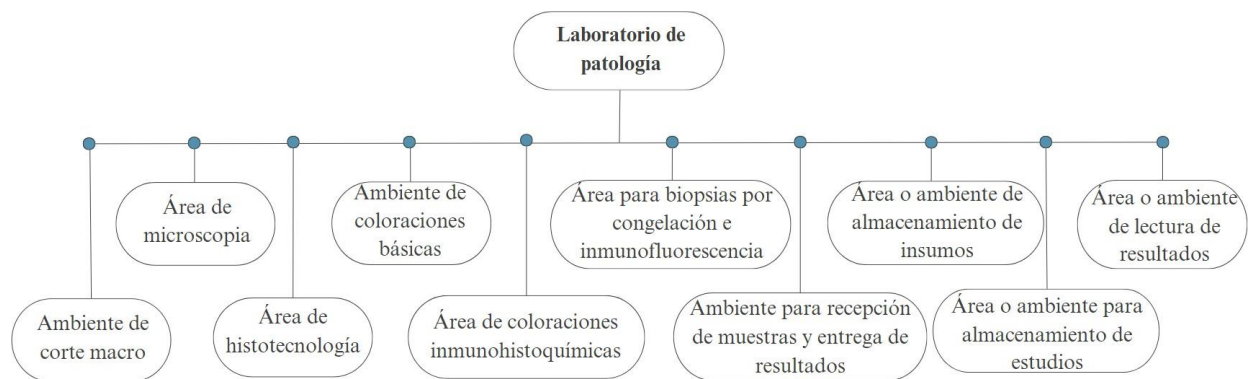 Laboratorio de
patología
Ambiente de
corte macro
Área de
microscopia
Área de
histotecnología
Ambiente de
coloraciones
básicas
Área de coloraciones
inmunohistoquímicas
Área para biopsias por
congelación e
inmunofluorescencia
Ambiente para recepción
de muestras y entrega de
resultados
Área o ambiente de
almacenamiento de
insumos
Área o ambiente para
almacenamiento de
estudios
Área o ambiente
de lectura de
resultados